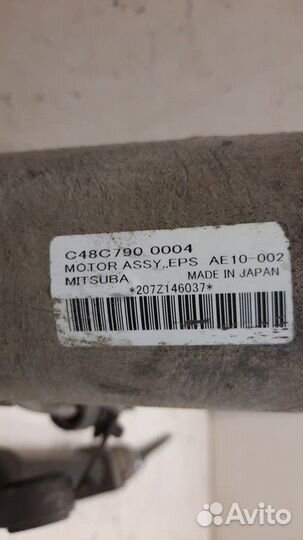 C48C790 0004
MOTOR ASSY.,EPS AE10-002
MITSUBA MADE IN JAPAN
*207Z146037*
Avito